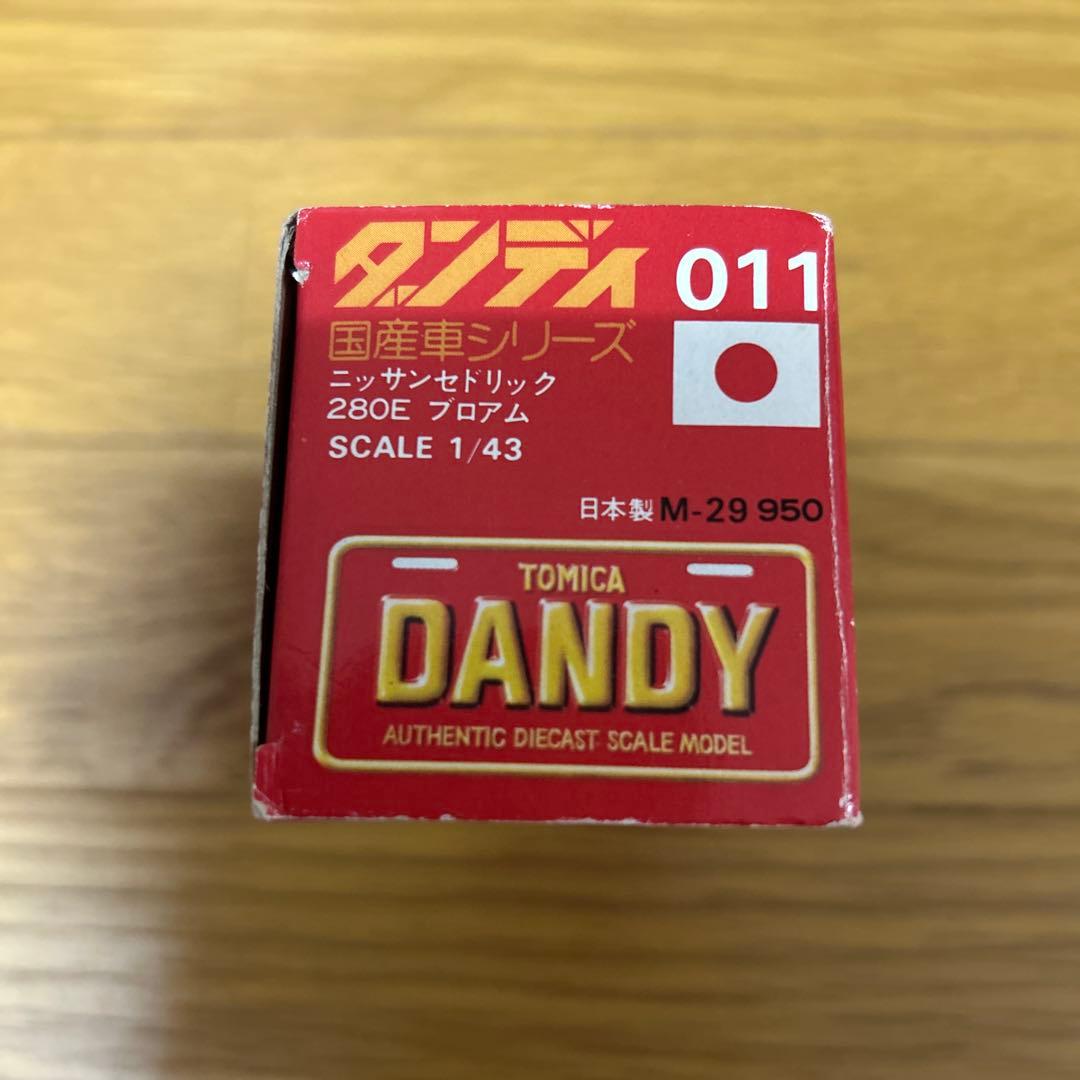 ダンディ 011
国産車シリーズ
ニッサンセドリック
280E ブロアム
SCALE 1/43
日本製 M-29 950
TOMICA
DANDY
AUTHENTIC DIECAST SCALE MODEL